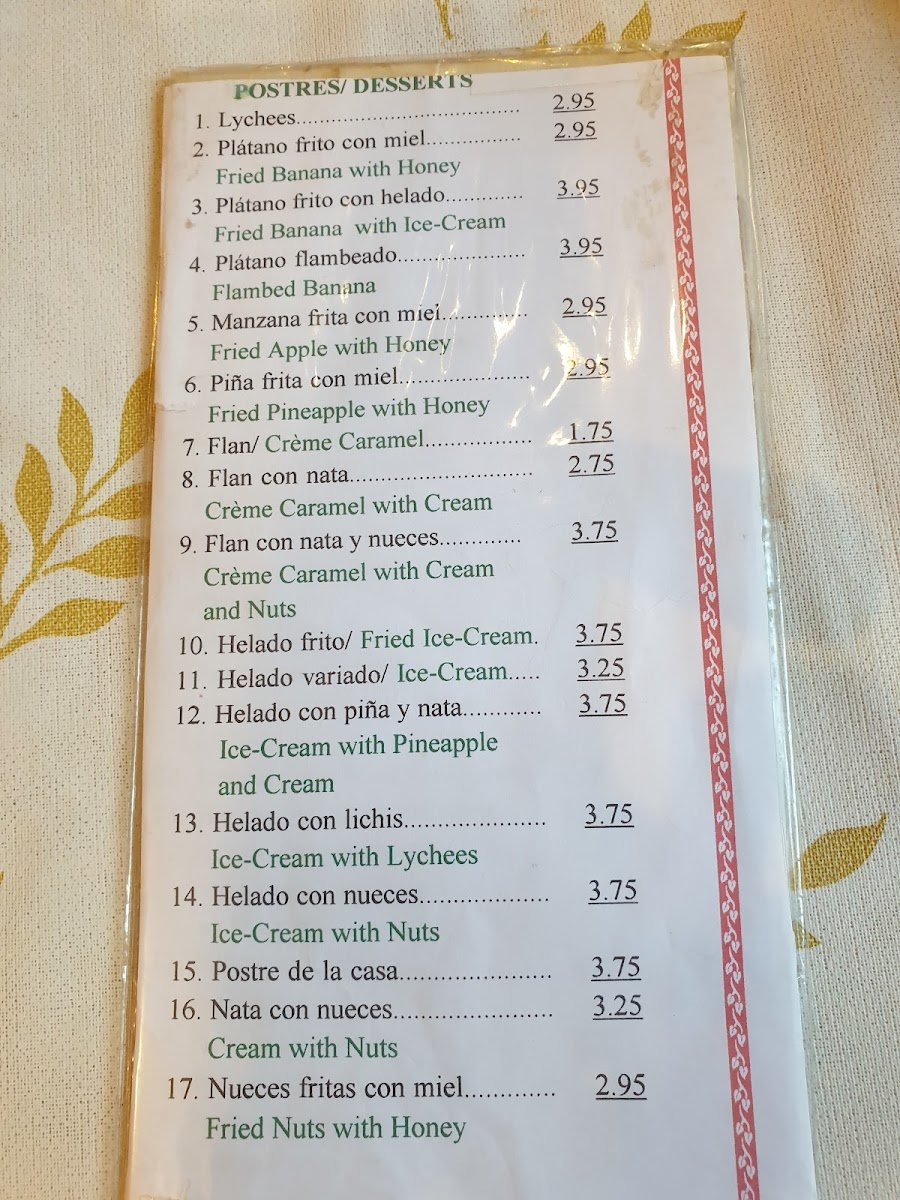 POSTRES/ DESSERTS
1. Lychees.................................... 2.95
2. Plátano frito con miel................ 2.95
Fried Banana with Honey
3. Plátano frito con helado............. 3.95
Fried Banana with Ice-Cream
4. Plátano flambeado..................... 3.95
Flambed Banana
5. Manzana frita con miel.............. 2.95
Fried Apple with Honey
6. Piña frita con miel..................... 2.95
Fried Pineapple with Honey
7. Flan/ Crème Caramel................. 1.75
8. Flan con nata............................. 2.75
Crème Caramel with Cream
9. Flan con nata y nueces............. 3.75
Crème Caramel with Cream
and Nuts
10. Helado frito/ Fried Ice-Cream. 3.75
11. Helado variado/ Ice-Cream..... 3.25
12. Helado con piña y nata............ 3.75
Ice-Cream with Pineapple
and Cream
13. Helado con lichis..................... 3.75
Ice-Cream with Lychees
14. Helado con nueces................... 3.75
Ice-Cream with Nuts
15. Postre de la casa...................... 3.75
16. Nata con nueces....................... 3.25
Cream with Nuts
17. Nueces fritas con miel............. 2.95
Fried Nuts with Honey